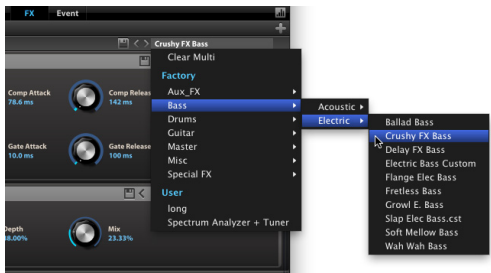 FX Event
Crushy FX Bass
Clear Multi
Factory
Aux_FX
Bass
Drums
Guitar
Master
Misc
Special FX
User
long
Spectrum Analyzer + Tuner
Acoustic
Electric
Ballad Bass
Crushy FX Bass
Delay FX Bass
Electric Bass Custom
Flange Elec Bass
Fretless Bass
Growl E. Bass
Slap Elec Bass.cst
Soft Mellow Bass
Wah Wah Bass
Comp Attack
78.6 ms
Comp Releas
142 ms
Gate Attack
10.0 ms
Gate Release
100 ms
Depth
38.00%
Mix
23.33%